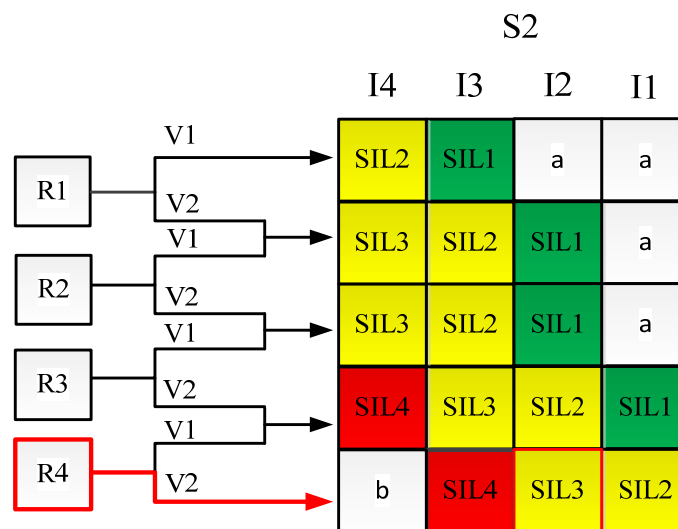 S2
I4 I3 I2 I1
V1
R1
SIL2 SIL1 a a
V2
V1
SIL3 SIL2 SIL1 a
R2
V2
V1
SIL3 SIL2 SIL1 a
R3
V2
V1
SIL4 SIL3 SIL2 SIL1
R4
V2
b SIL4 SIL3 SIL2